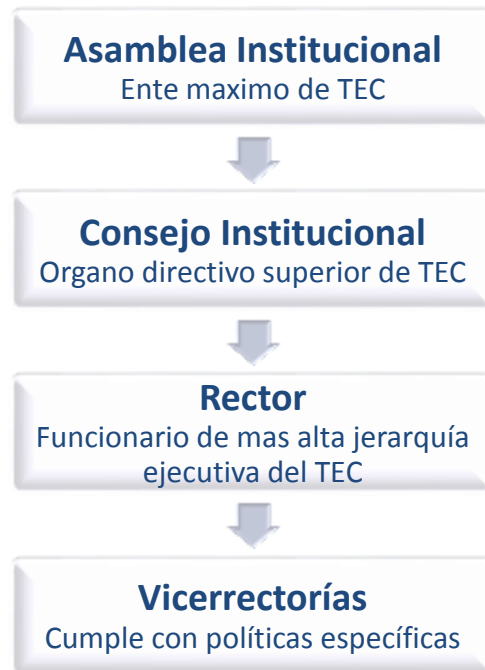 Asamblea Institucional
Ente maximo de TEC
Consejo Institucional
Organo directivo superior de TEC
Rector
Funcionario de mas alta jerarquía
ejecutiva del TEC
Vicerrectorías
Cumple con políticas específicas